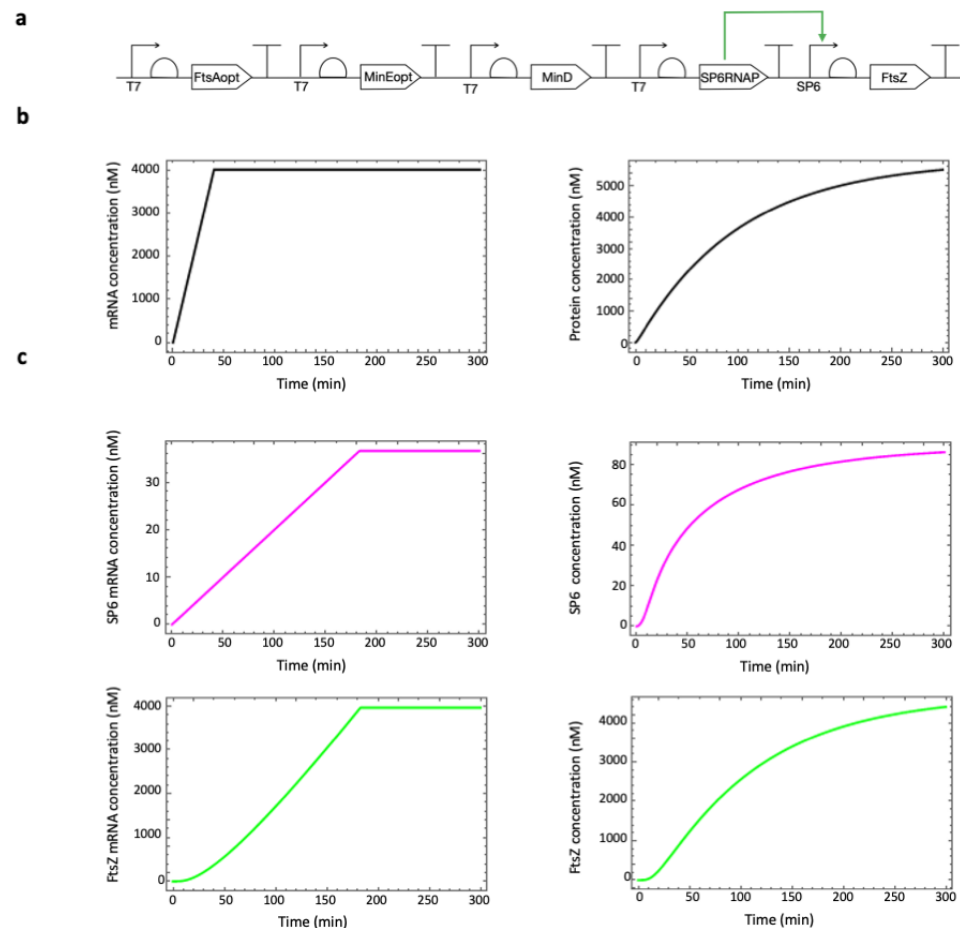 a
T7 FtsAopt T7 MinEopt T7 MinD T7 SP6RNAP SP6 FtsZ
b
mRNA concentration (nM)
4000
3000
2000
1000
0
0 50 100 150 200 250 300
Time (min)
Protein concentration (nM)
5000
4000
3000
2000
1000
0
0 50 100 150 200 250 300
Time (min)
c
SP6 mRNA concentration (nM)
30
20
10
0
0 50 100 150 200 250 300
Time (min)
SP6 concentration (nM)
80
60
40
20
0
0 50 100 150 200 250 300
Time (min)
FtsZ mRNA concentration (nM)
4000
3000
2000
1000
0
0 50 100 150 200 250 300
Time (min)
FtsZ concentration (nM)
4000
3000
2000
1000
0
0 50 100 150 200 250 300
Time (min)